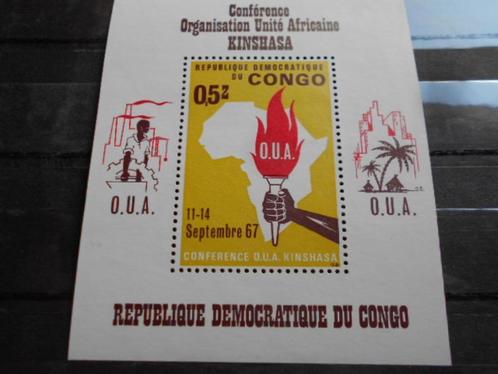 Conférence
Organisation Unité Africaine
KINSHASA
REPUBLIQUE DEMOCRATIQUE
DU CONGO
0,5Z
O.U.A.
11-14
Septembre 67
CONFERENCE O.U.A. KINSHASA
O.U.A.
O.U.A.
REPUBLIQUE DEMOCRATIQUE DU CONGO